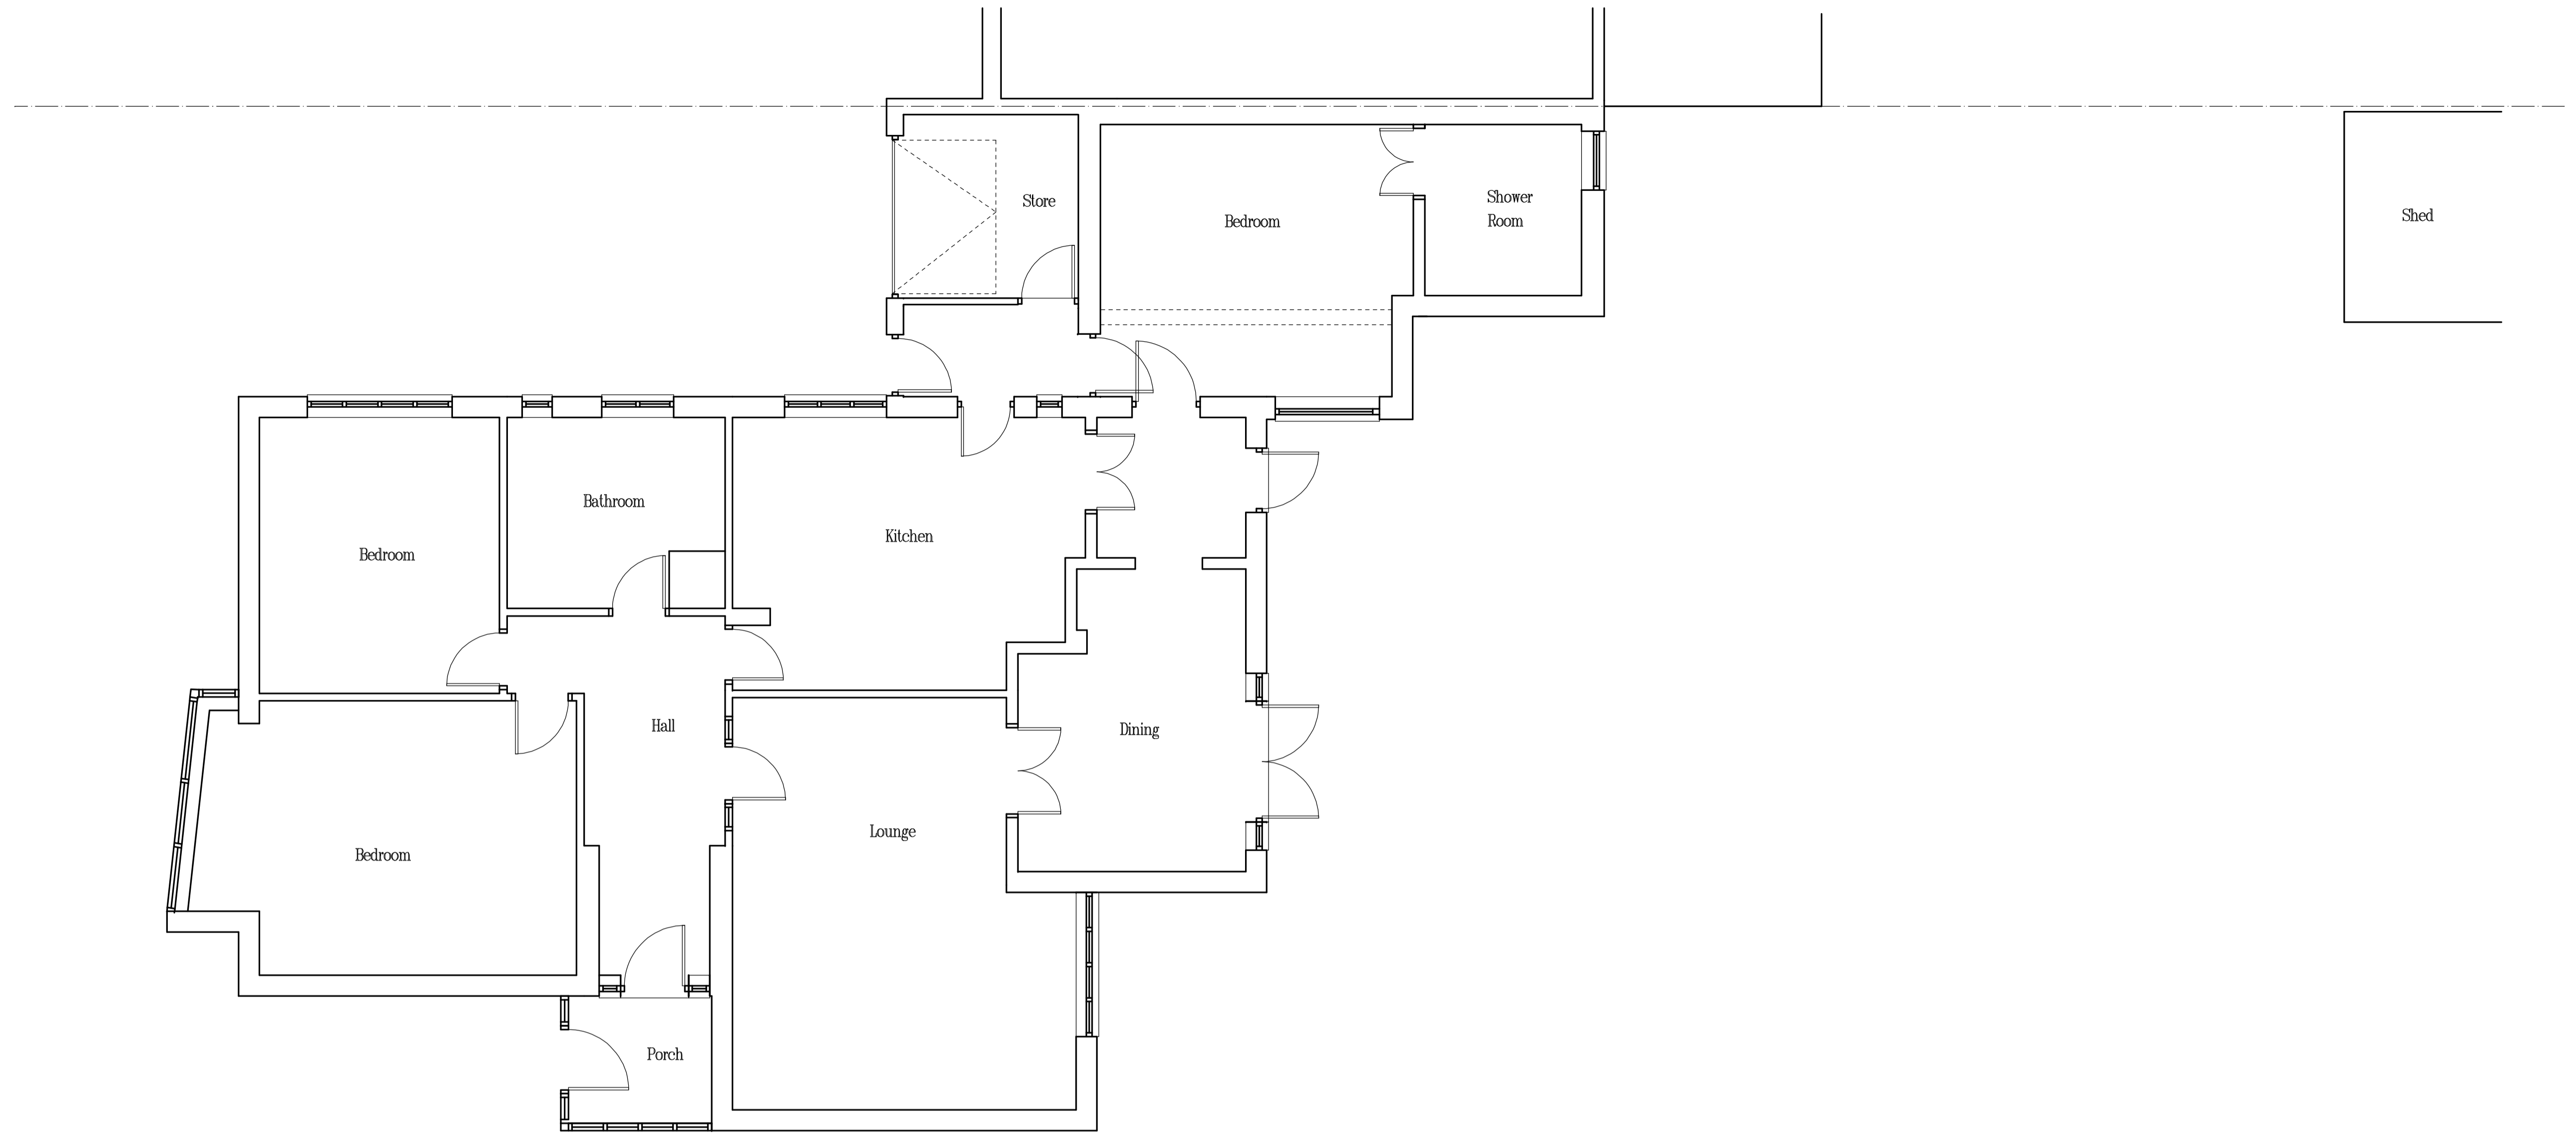 Store
Shower
Room
Bedroom
Shed
Bathroom
Kitchen
Bedroom
Hall
Dining
Lounge
Bedroom
Porch